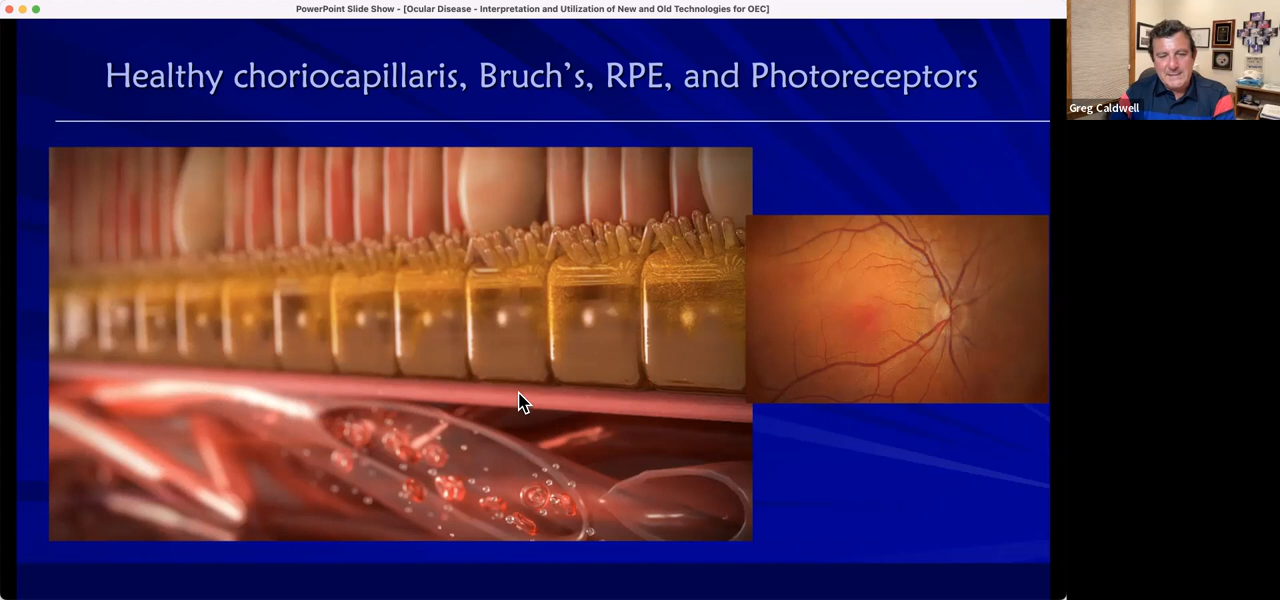 PowerPoint Slide Show - [Ocular Disease - Interpretation and Utilization of New and Old Technologies for OEC]
Healthy choriocapillaris, Bruch’s, RPE, and Photoreceptors
Greg Caldwell